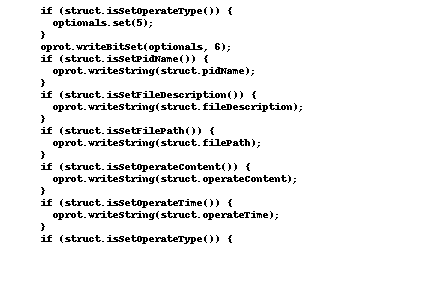 if (struct.isSetOperateType()) {
optionals.set(5);
}
oprot.writeBitSet(optionals, 6);
if (struct.isSetPidName()) {
oprot.writeString(struct.pidName);
}
if (struct.isSetFileDescription()) {
oprot.writeString(struct.fileDescription);
}
if (struct.isSetFilePath()) {
oprot.writeString(struct.filePath);
}
if (struct.isSetOperateContent()) {
oprot.writeString(struct.operateContent);
}
if (struct.isSetOperateTime()) {
oprot.writeString(struct.operateTime);
}
if (struct.isSetOperateType()) {